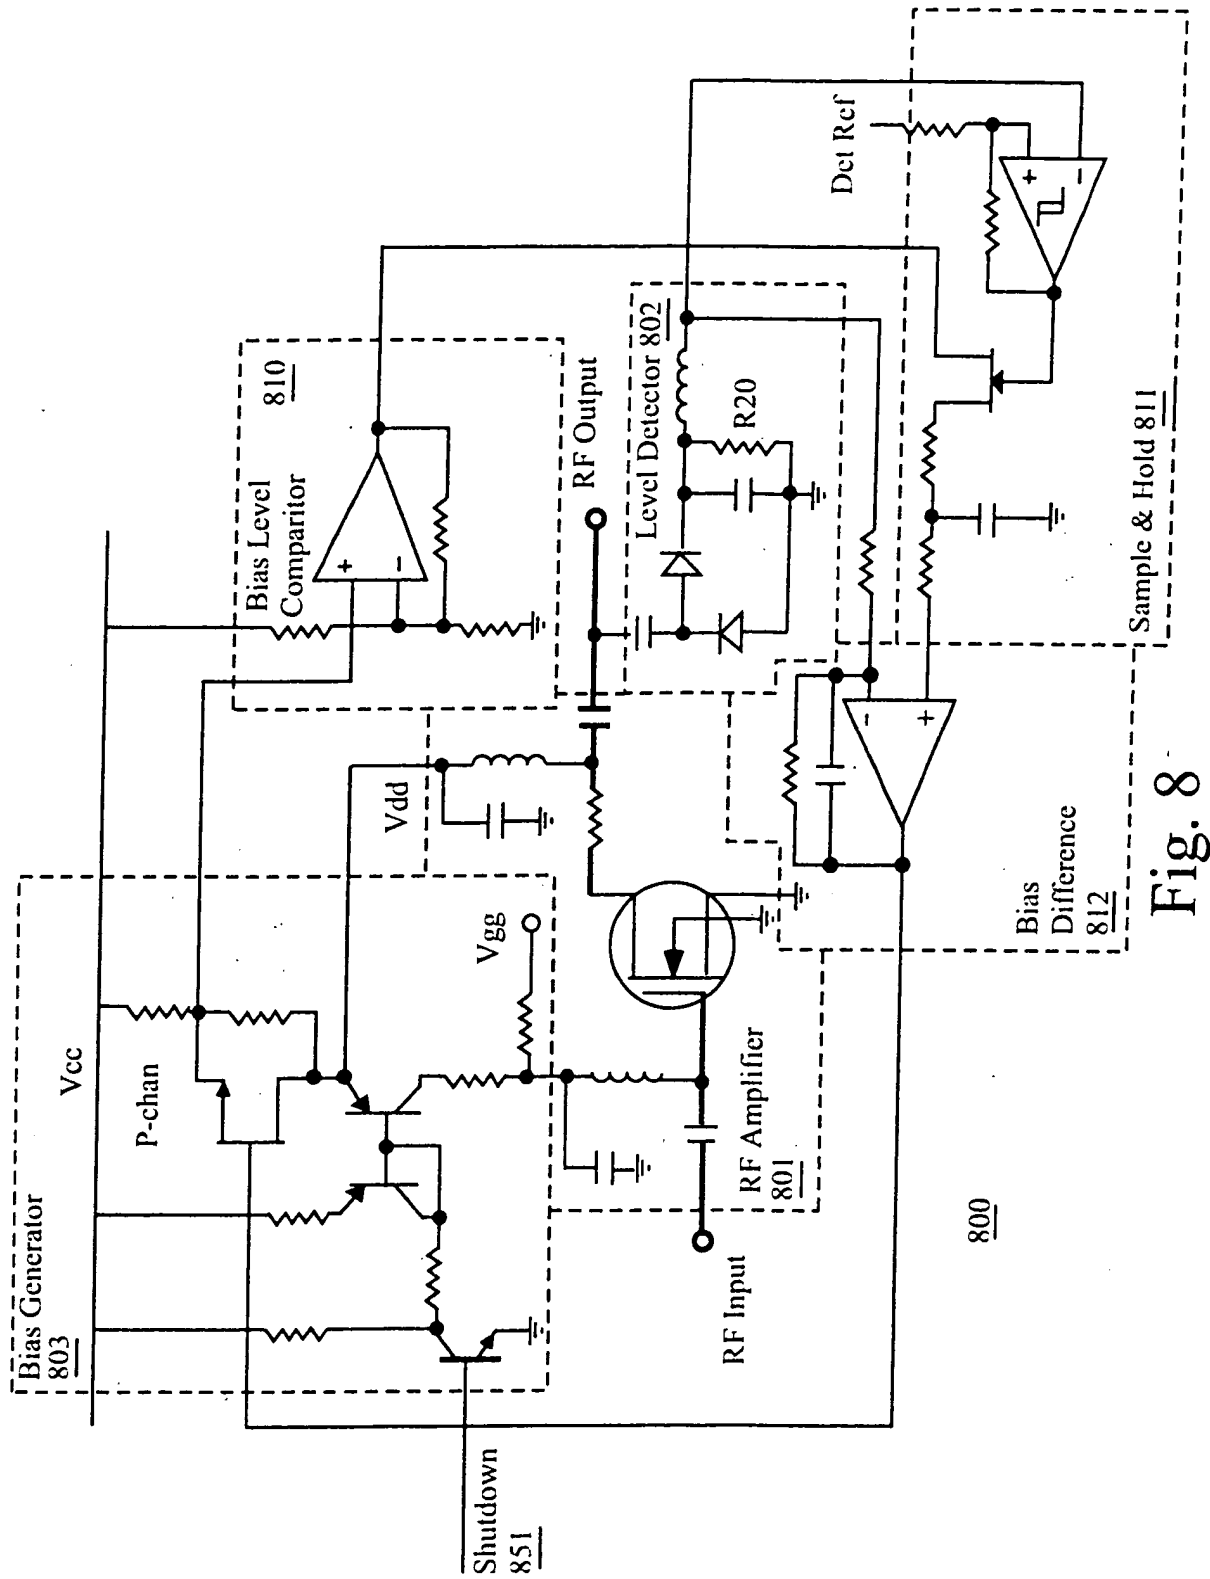 Shutdown
851
Bias Generator
803
Vcc
P-chan
Vgg
Vdd
810
Bias Level
Comparitor
+
−
RF Output
Level Detector 802
R20
Det Ref
+
−
Sample & Hold 811
−
+
Bias
Difference
812
RF Amplifier
801
RF Input
800
Fig. 8